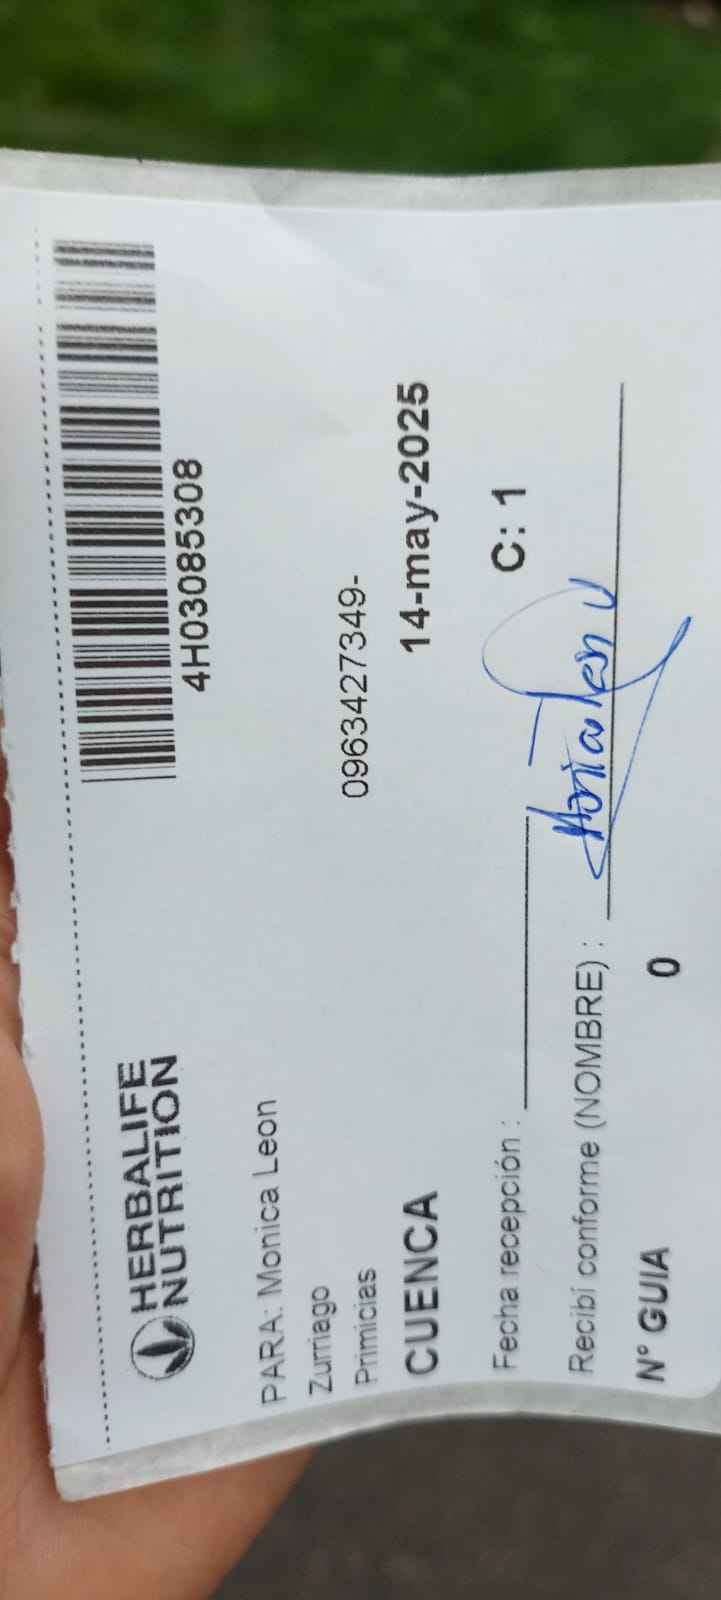 4H03085308
HERBALIFE
NUTRITION
PARA: Monica Leon
Zurriago
Primicias 0963427349-
CUENCA 14-may-2025
Fecha recepción : C: 1
Recibí conforme (NOMBRE) :
N° GUIA 0